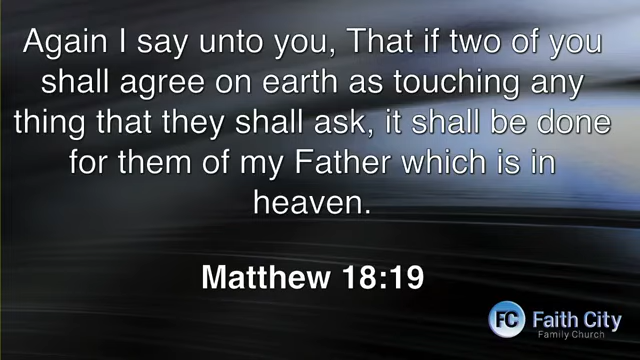 Again I say unto you, That if two of you
shall agree on earth as touching any
thing that they shall ask, it shall be done
for them of my Father which is in
heaven.
Matthew 18:19
FC Faith City
Family Church